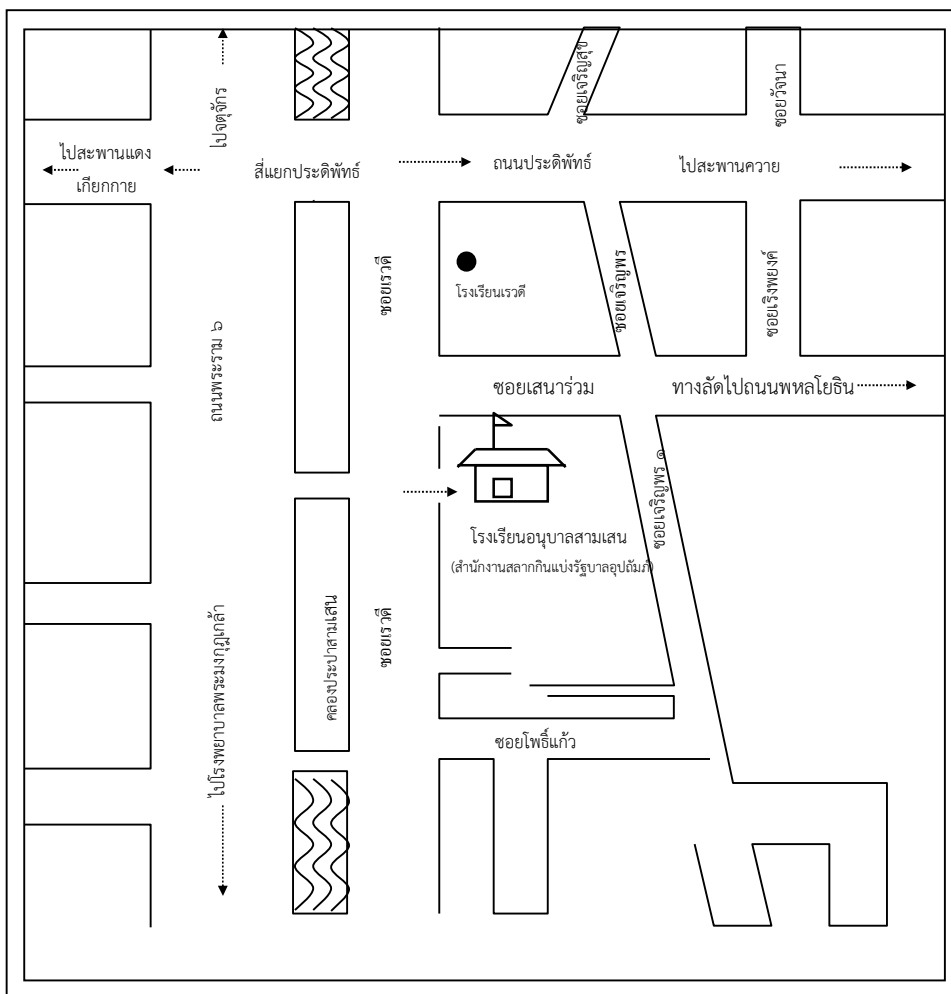 ซอยเจริญสุข
ซอยวัจนา
ไปจตุจักร
ไปสะพานแดง
เกียกกาย
สี่แยกประดิพัทธ์
ถนนประดิพัทธ์
ไปสะพานควาย
ซอยเรวดี
โรงเรียนเรวดี
ซอยเจริญพร
ซอยเริงพยงค์
ถนนพระราม ๖
ซอยเสนาร่วม
ทางลัดไปถนนพหลโยธิน
ซอยเจริญพร ๑
โรงเรียนอนุบาลสามเสน
(สำนักงานสลากกินแบ่งรัฐบาลอุปถัมภ์)
ไปโรงพยาบาลพระมงกุฎเกล้า
คลองประปาสามเสน
ซอยเรวดี
ซอยโพธิ์แก้ว